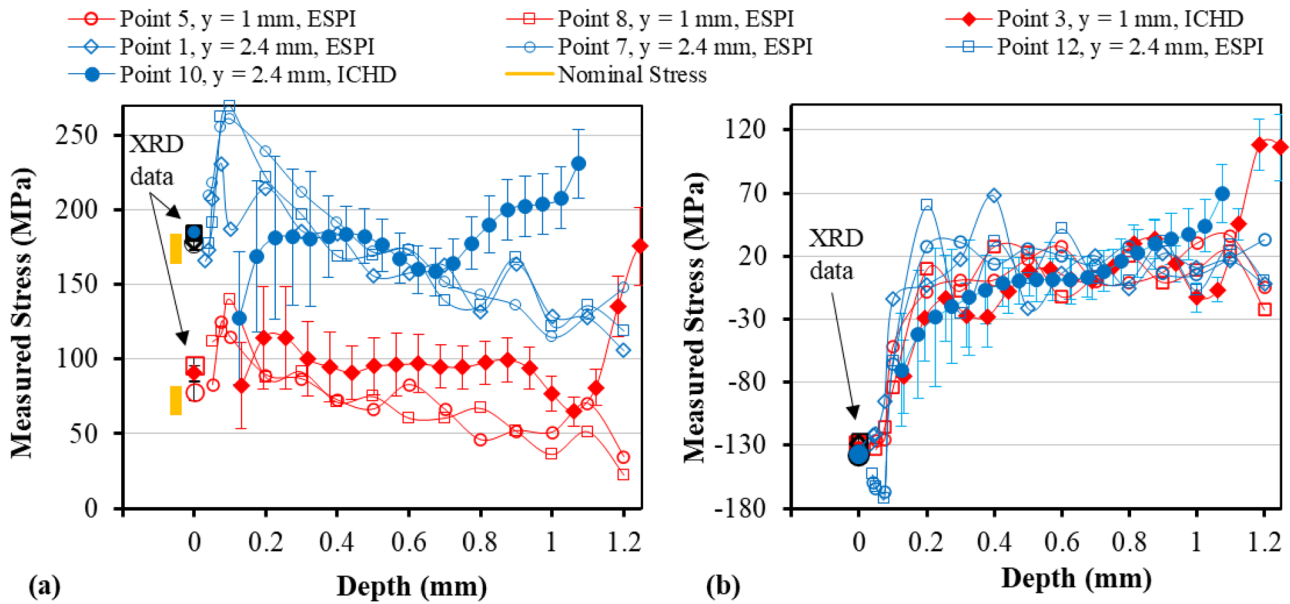 Point 5, y = 1 mm, ESPI
Point 8, y = 1 mm, ESPI
Point 3, y = 1 mm, ICHD
Point 1, y = 2.4 mm, ESPI
Point 7, y = 2.4 mm, ESPI
Point 12, y = 2.4 mm, ESPI
Point 10, y = 2.4 mm, ICHD
Nominal Stress
Measured Stress (MPa)
250
200
150
100
50
0
XRD
data
0
0.2
0.4
0.6
0.8
1
1.2
(a)
Depth (mm)
Measured Stress (MPa)
120
70
20
-30
-80
-130
-180
XRD
data
0
0.2
0.4
0.6
0.8
1
1.2
(b)
Depth (mm)